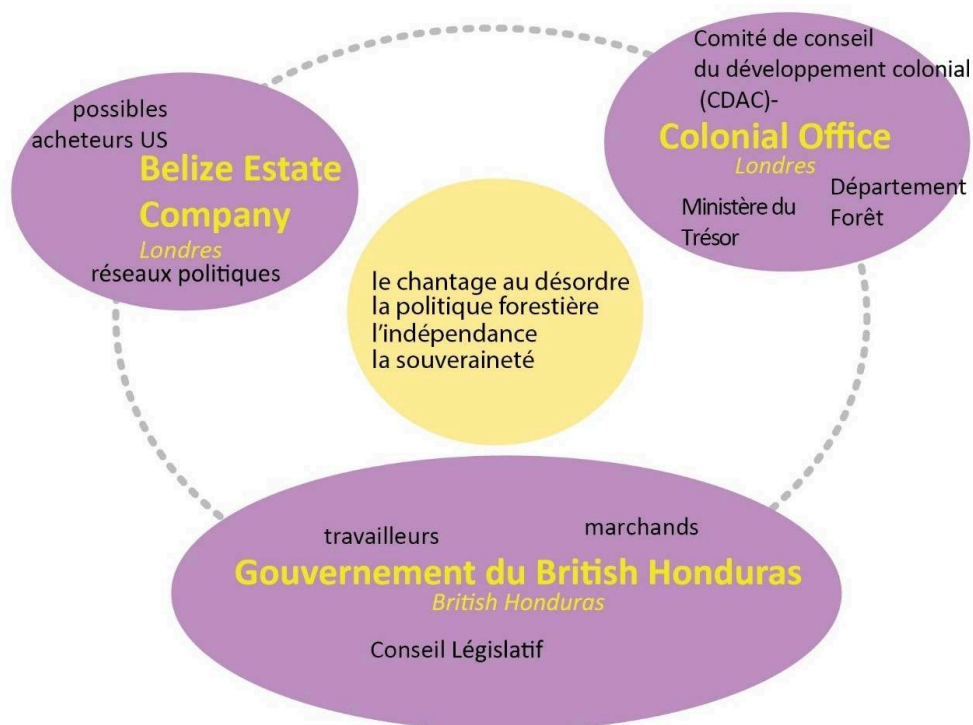 possibles
acheteurs US
Belize Estate
Company
Londres
réseaux politiques
Comité de conseil
du développement colonial
(CDAC)-
Colonial Office
Londres
Ministère du
Trésor
Département
Forêt
le chantage au désordre
la politique forestière
l'indépendance
la souveraineté
travailleurs
marchands
Gouvernement du British Honduras
British Honduras
Conseil Législatif